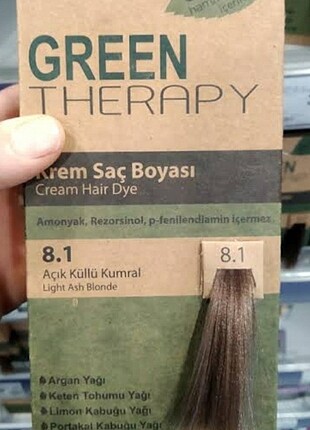 GREEN
THERAPY
Krem Saç Boyası
Cream Hair Dye
Amonyak, Rezorsinol, p-fenilendiamin içermez
8.1
8.1
Açık Küllü Kumral
Light Ash Blonde
Argan Yağı
Keten Tohumu Yağı
Limon Kabuğu Yağı
Portakal Kabuğu Yağı